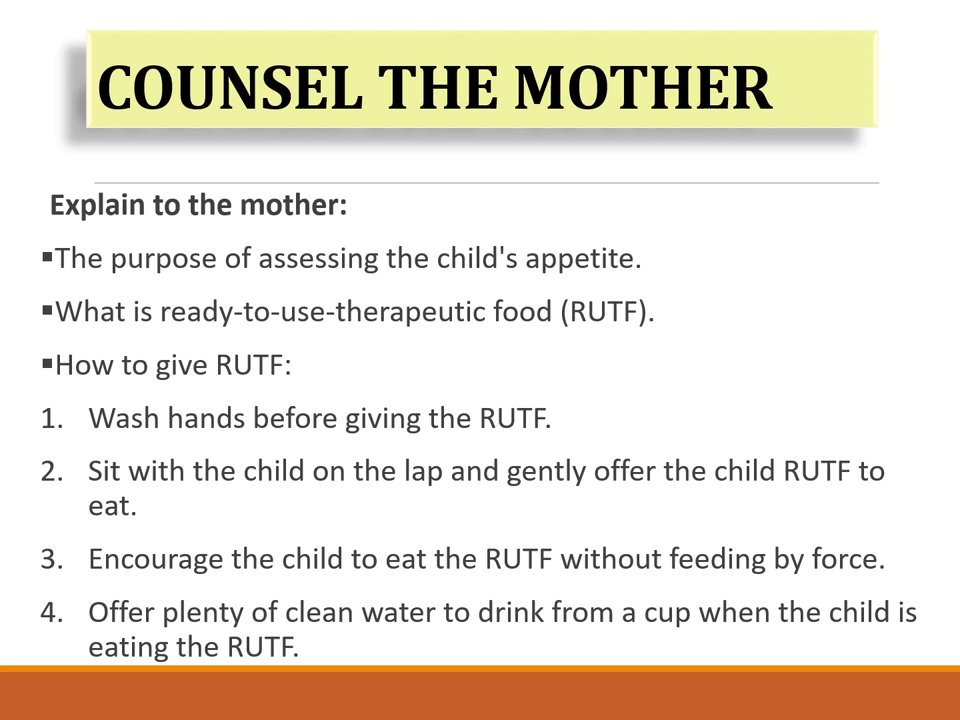 COUNSEL THE MOTHER
Explain to the mother:
▪The purpose of assessing the child's appetite.
▪What is ready-to-use-therapeutic food (RUTF).
▪How to give RUTF:
1. Wash hands before giving the RUTF.
2. Sit with the child on the lap and gently offer the child RUTF to
eat.
3. Encourage the child to eat the RUTF without feeding by force.
4. Offer plenty of clean water to drink from a cup when the child is
eating the RUTF.